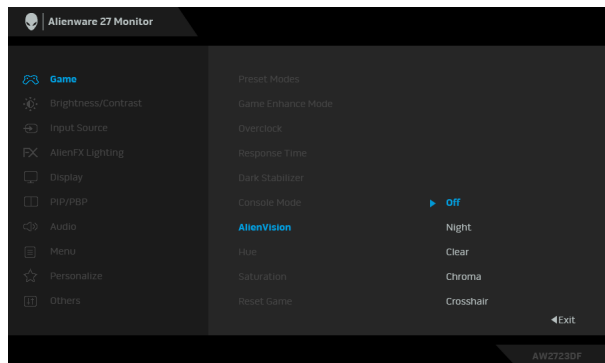 Alienware 27 Monitor
Game
Brightness/Contrast
Input Source
FX AlienFX Lighting
Display
PIP/PBP
Audio
Menu
Personalize
Others
Preset Modes
Game Enhance Mode
Overclock
Response Time
Dark Stabilizer
Console Mode
AlienVision
Hue
Saturation
Reset Game
Off
Night
Clear
Chroma
Crosshair
Exit
AW2723DF